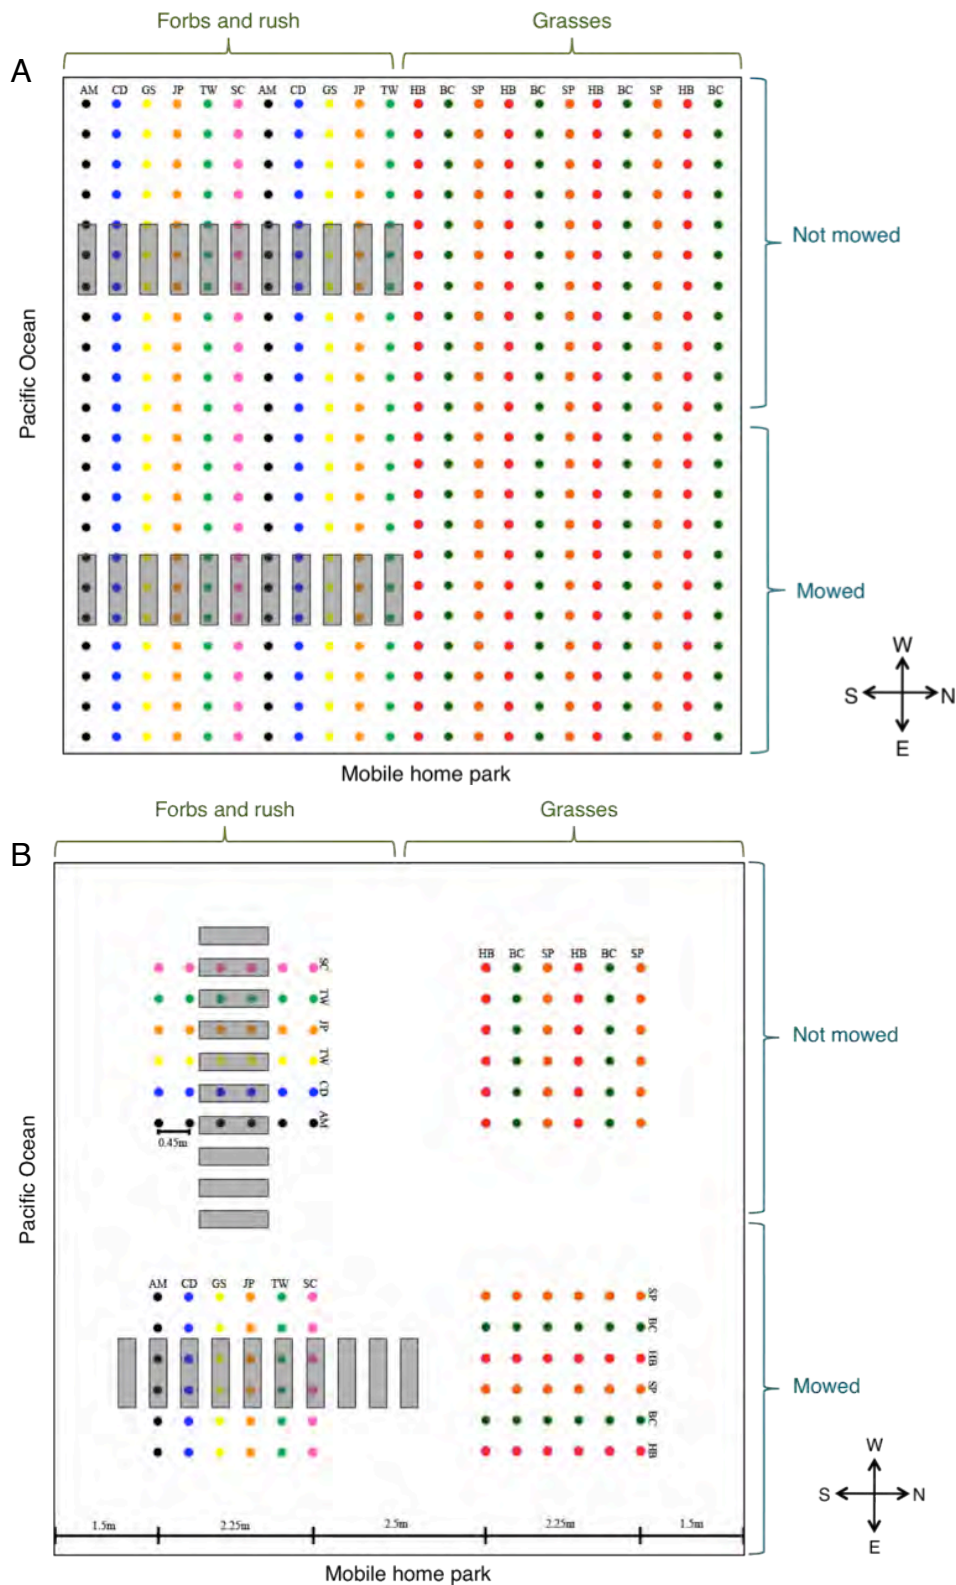 Forbs and rush
Grasses
A
AM CD GS JP TW SC AM CD GS JP TW HB BC SP HB BC SP HB BC SP HB BC
Not mowed
Pacific Ocean
Mowed
W
S N
E
Mobile home park
Forbs and rush
Grasses
B
SC
TW
JP
TW
CD
AM
0.45m
HB BC SP HB BC SP
Not mowed
Pacific Ocean
AM CD GS JP TW SC
SP
BC
HB
SP
BC
HB
Mowed
W
S N
E
1.5m 2.25m 2.5m 2.25m 1.5m
Mobile home park